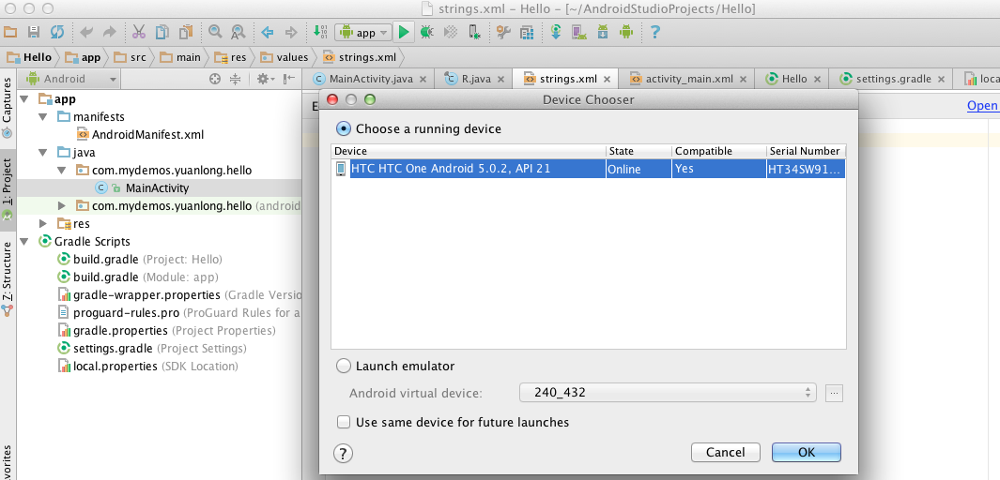 strings.xml - Hello - [~/AndroidStudioProjects/Hello]
app
Hello app src main res values strings.xml
Android
MainActivity.java R.java strings.xml activity_main.xml Hello settings.gradle loca
Captures
1: Project
Z: Structure
vorites
app
manifests
AndroidManifest.xml
java
com.mydemos.yuanlong.hello
MainActivity
com.mydemos.yuanlong.hello (android
res
Gradle Scripts
build.gradle (Project: Hello)
build.gradle (Module: app)
gradle-wrapper.properties (Gradle Versio
proguard-rules.pro (ProGuard Rules for a
gradle.properties (Project Properties)
settings.gradle (Project Settings)
local.properties (SDK Location)
E
Open
Device Chooser
Choose a running device
Device State Compatible Serial Number
HTC HTC One Android 5.0.2, API 21 Online Yes HT34SW91...
Launch emulator
Android virtual device: 240_432 ...
Use same device for future launches
? Cancel OK